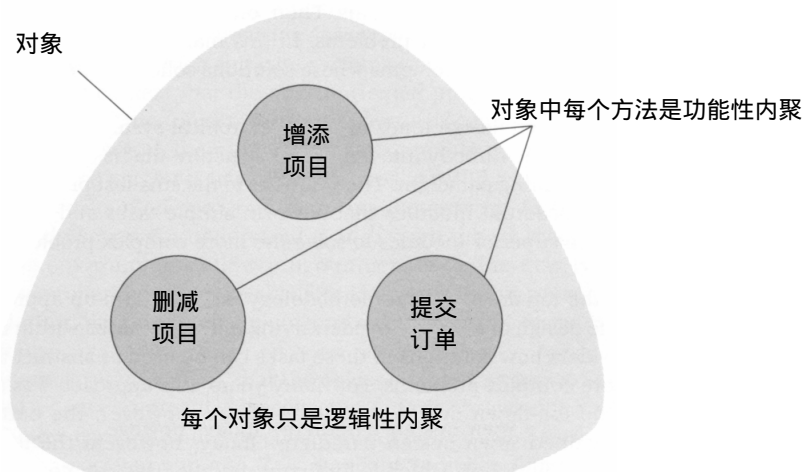 对象
对象中每个方法是功能性内聚
增添
项目
删减
项目
提交
订单
每个对象只是逻辑性内聚